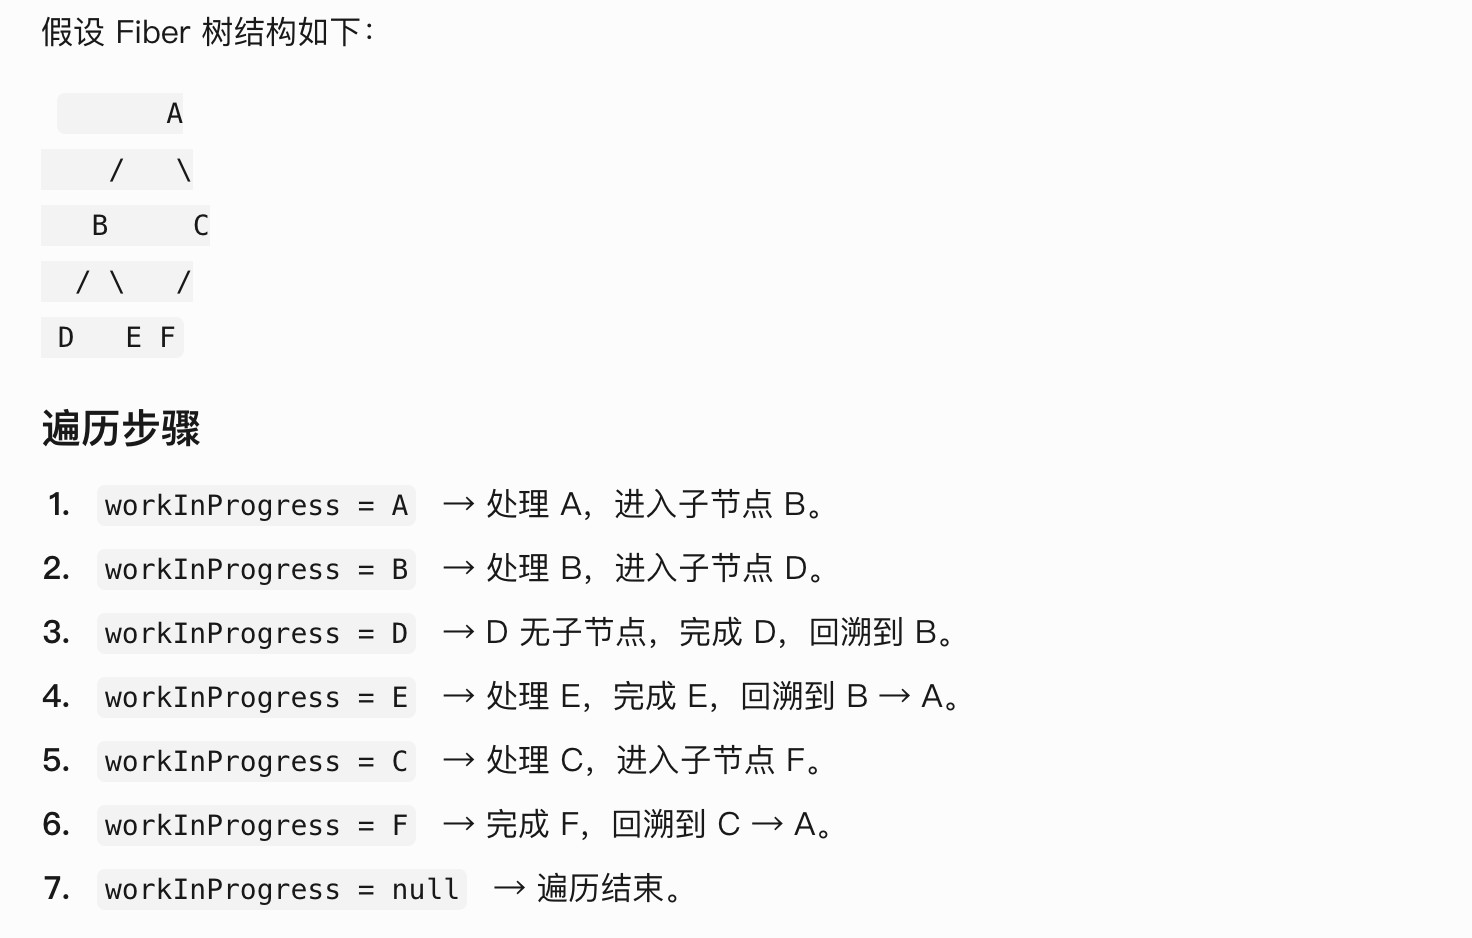 假设 Fiber 树结构如下：
A
/ \
B C
/ \ /
D E F
遍历步骤
1. workInProgress = A → 处理 A，进入子节点 B。
2. workInProgress = B → 处理 B，进入子节点 D。
3. workInProgress = D → D 无子节点，完成 D，回溯到 B。
4. workInProgress = E → 处理 E，完成 E，回溯到 B → A。
5. workInProgress = C → 处理 C，进入子节点 F。
6. workInProgress = F → 完成 F，回溯到 C → A。
7. workInProgress = null → 遍历结束。